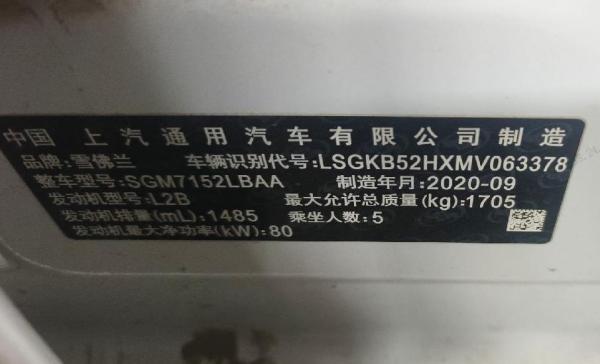 中国 上汽通用汽车有限公司制造
品牌:雪佛兰 车辆识别代号:LSGKB52HXMV063378
整车型号:SGM7152LBAA 制造年月:2020-09
发动机型号:L2B 最大允许总质量(kg):1705
发动机排量(mL):1485 乘坐人数:5
发动机最大净功率(kW):80